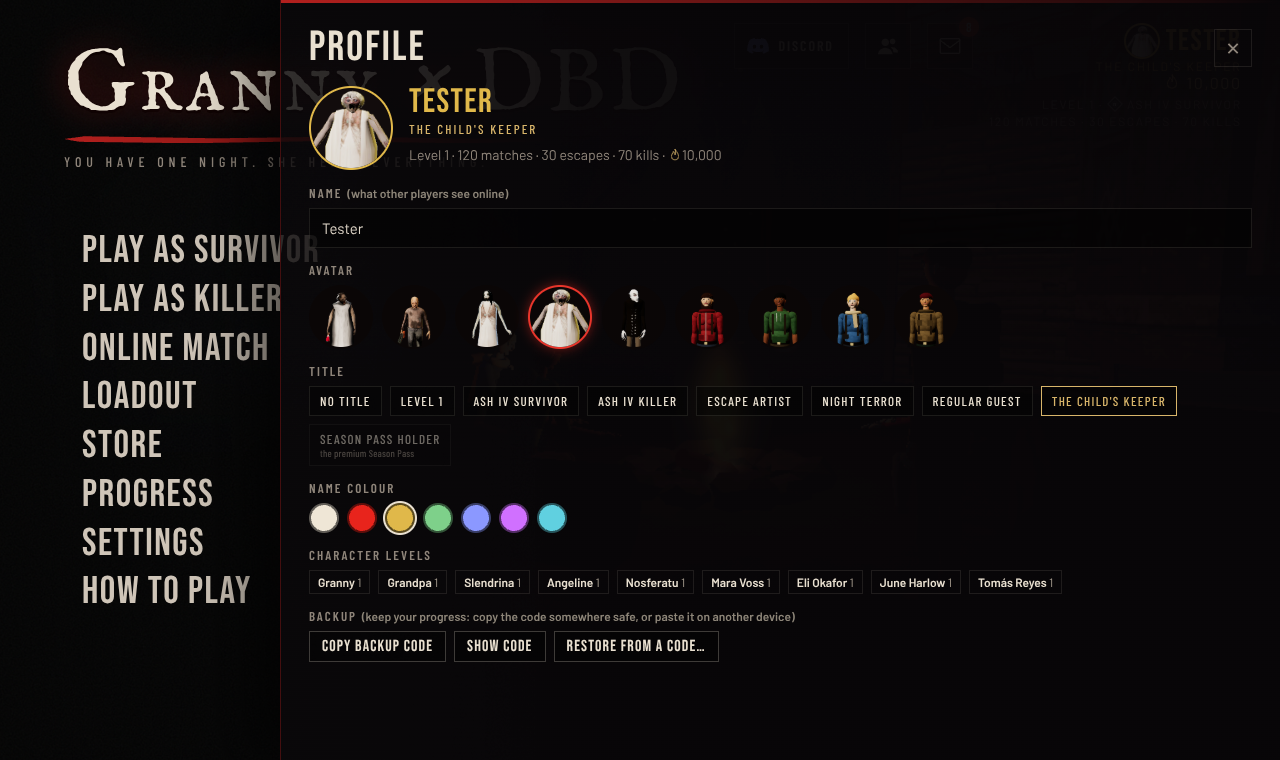 GRANNY × DBD
YOU HAVE ONE NIGHT. SHE H
PLAY AS SURVIVOR
PLAY AS KILLER
ONLINE MATCH
LOADOUT
STORE
PROGRESS
SETTINGS
HOW TO PLAY
DISCORD
TESTER
PROFILE
TESTER
THE CHILD'S KEEPER
Level 1 · 120 matches · 30 escapes · 70 kills · 10,000
NAME (what other players see online)
Tester
AVATAR
TITLE
NO TITLE
LEVEL 1
ASH IV SURVIVOR
ASH IV KILLER
ESCAPE ARTIST
NIGHT TERROR
REGULAR GUEST
THE CHILD'S KEEPER
SEASON PASS HOLDER
the premium Season Pass
NAME COLOUR
CHARACTER LEVELS
Granny 1
Grandpa 1
Slendrina 1
Angeline 1
Nosferatu 1
Mara Voss 1
Eli Okafor 1
June Harlow 1
Tomás Reyes 1
BACKUP (keep your progress: copy the code somewhere safe, or paste it on another device)
COPY BACKUP CODE
SHOW CODE
RESTORE FROM A CODE…